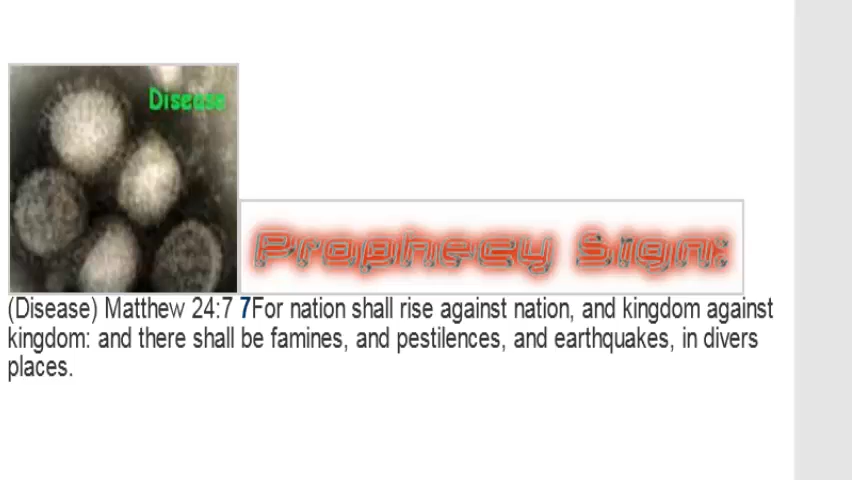 Disease
Prophecy Sign:
(Disease) Matthew 24:7 7For nation shall rise against nation, and kingdom against
kingdom: and there shall be famines, and pestilences, and earthquakes, in divers
places.